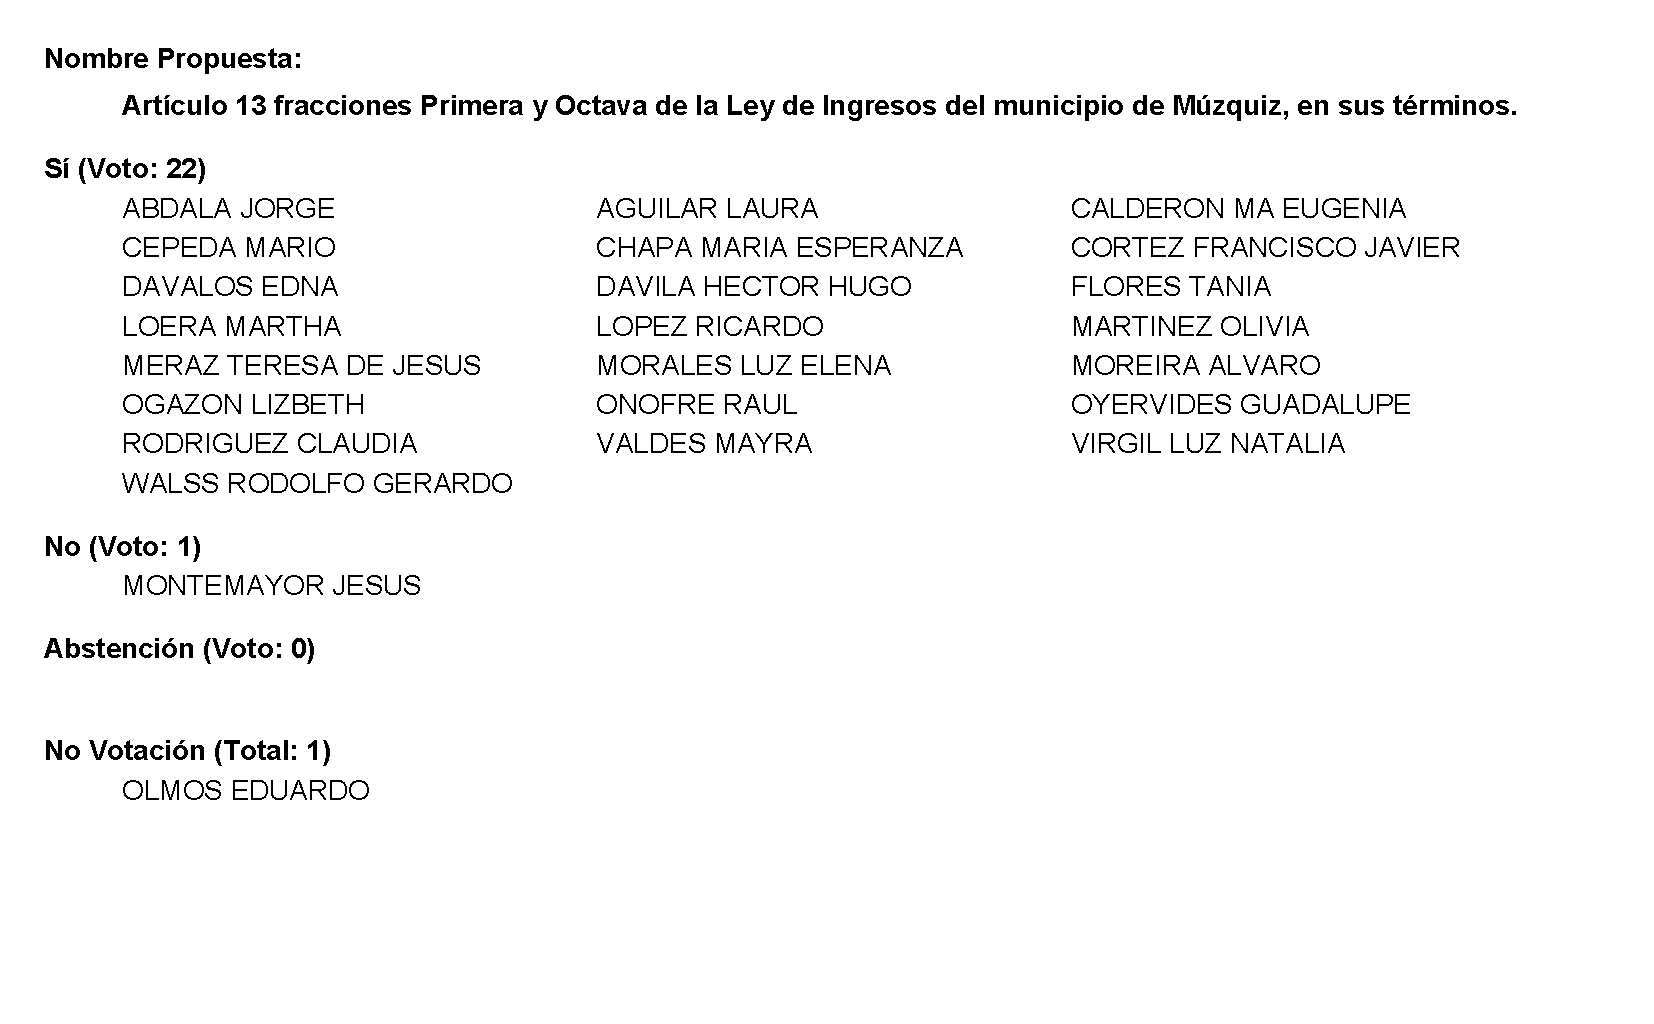 Nombre Propuesta:
Artículo 13 fracciones Primera y Octava de la Ley de Ingresos del municipio de Múzquiz, en sus términos.
Sí (Voto: 22)
ABDALA JORGE AGUILAR LAURA CALDERON MA EUGENIA
CEPEDA MARIO CHAPA MARIA ESPERANZA CORTEZ FRANCISCO JAVIER
DAVALOS EDNA DAVILA HECTOR HUGO FLORES TANIA
LOERA MARTHA LOPEZ RICARDO MARTINEZ OLIVIA
MERAZ TERESA DE JESUS MORALES LUZ ELENA MOREIRA ALVARO
OGAZON LIZBETH ONOFRE RAUL OYERVIDES GUADALUPE
RODRIGUEZ CLAUDIA VALDES MAYRA VIRGIL LUZ NATALIA
WALSS RODOLFO GERARDO
No (Voto: 1)
MONTEMAYOR JESUS
Abstención (Voto: 0)
No Votación (Total: 1)
OLMOS EDUARDO